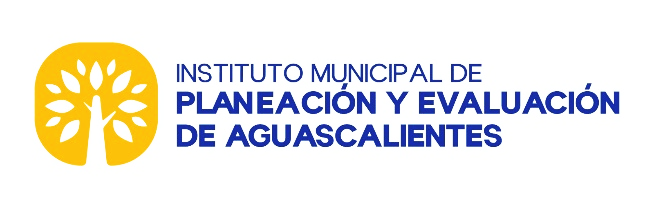 INSTITUTO MUNICIPAL DE
PLANEACIÓN Y EVALUACIÓN
DE AGUASCALIENTES